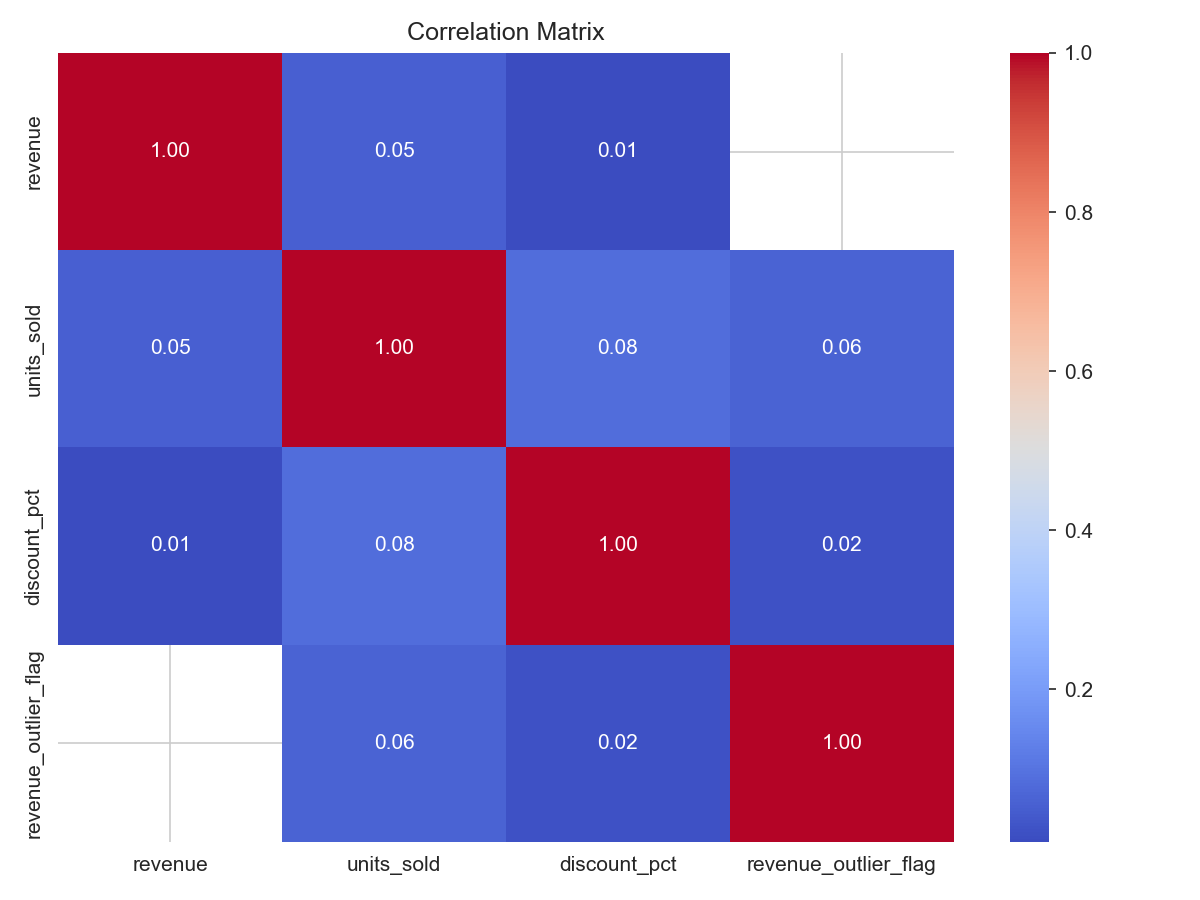 Correlation Matrix
revenue
1.00
0.05
0.01
units_sold
0.05
1.00
0.08
0.06
discount_pct
0.01
0.08
1.00
0.02
revenue_outlier_flag
0.06
0.02
1.00
revenue
units_sold
discount_pct
revenue_outlier_flag
1.0
0.8
0.6
0.4
0.2